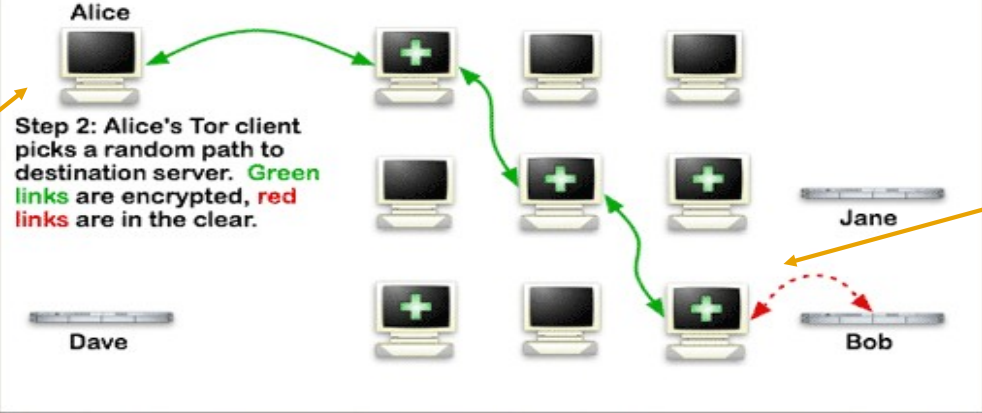 Alice
Step 2: Alice's Tor client
picks a random path to
destination server. Green
links are encrypted, red
links are in the clear.
Jane
Dave
Bob